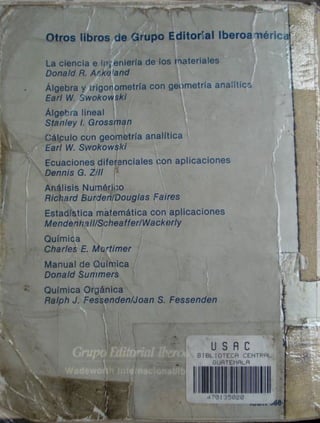 Otros libros de Grupo Editorial Iberoamérica
La ciencia e ingeniería de los materiales
Donald R. Askeland
Álgebra y trigonometría con geometría analítica
Earl W. Swokowski
Álgebra lineal
Stanley I. Grossman
Cálculo con geometría analítica
Earl W. Swokowski
Ecuaciones diferenciales con aplicaciones
Dennis G. Zill
Análisis Numérico
Richard Burden/Douglas Faires
Estadística matemática con aplicaciones
Mendenhall/Scheaffer/Wackerly
Química
Charles E. Mortimer
Manual de Química
Donald Summers
Química Orgánica
Ralph J. Fessenden/Joan S. Fessenden
Grupo Editorial
Wadsworth
USAC
BIBLIOTECA CENTRAL
GUATEMALA